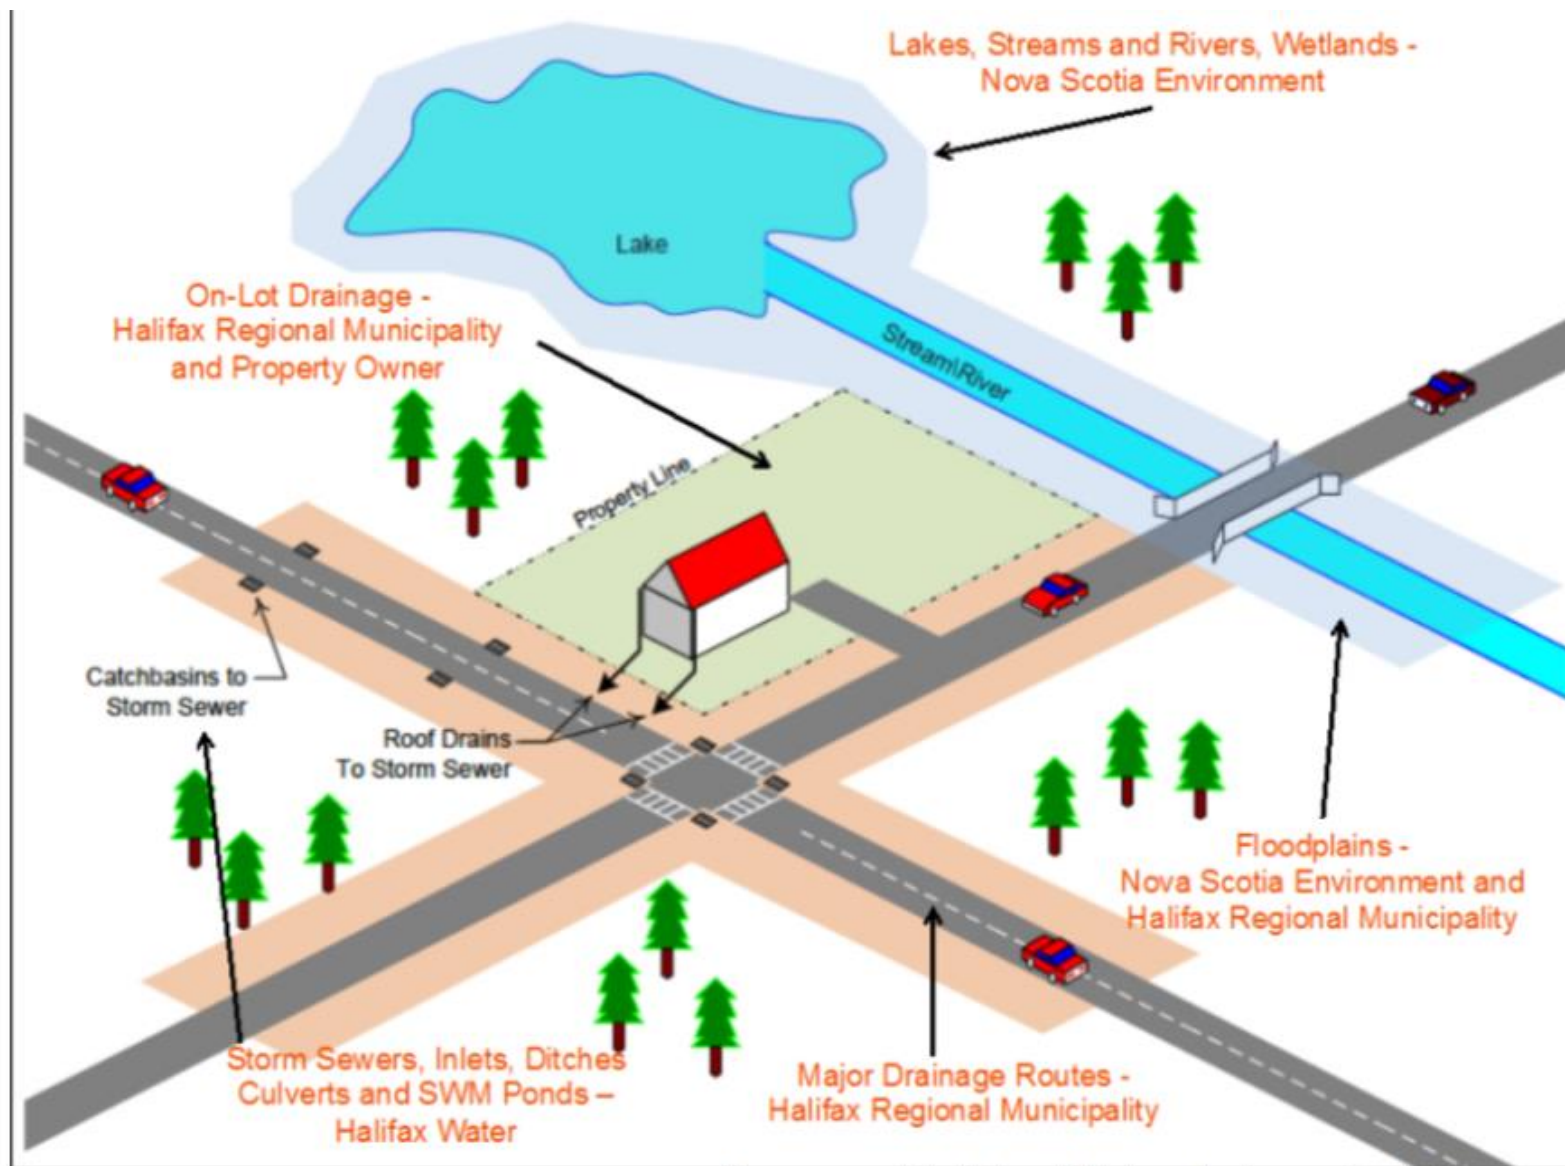 Lakes, Streams and Rivers, Wetlands -
Nova Scotia Environment
Lake
On-Lot Drainage -
Halifax Regional Municipality
and Property Owner
Stream\River
Property Line
Catchbasins to
Storm Sewer
Roof Drains
To Storm Sewer
Floodplains -
Nova Scotia Environment and
Halifax Regional Municipality
Storm Sewers, Inlets, Ditches
Culverts and SWM Ponds –
Halifax Water
Major Drainage Routes -
Halifax Regional Municipality